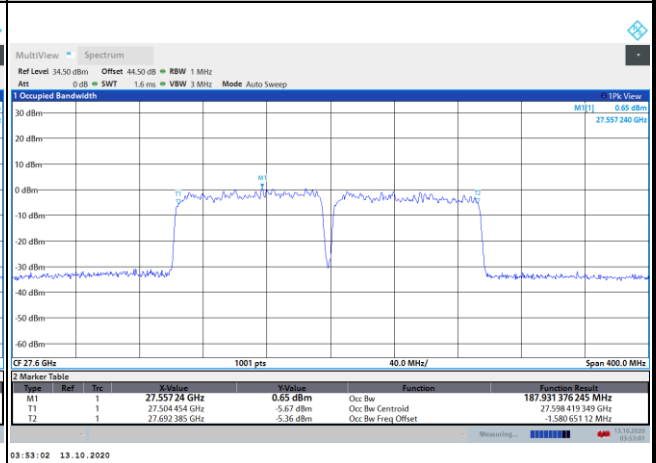 MultiView Spectrum
Ref Level 34.50 dBm Offset 44.50 dB RBW 1 MHz
Att 0 dB SWT 1.6 ms VBW 3 MHz Mode Auto Sweep
1 Occupied Bandwidth 1Pk View
M1[1] 0.65 dBm
27.557 240 GHz
30 dBm
20 dBm
10 dBm
M1
0 dBm
T1 T2
-10 dBm
-20 dBm
-30 dBm
-40 dBm
-50 dBm
-60 dBm
CF 27.6 GHz 1001 pts 40.0 MHz/ Span 400.0 MHz
2 Marker Table
Type Ref Trc X-Value Y-Value Function Function Result
M1 1 27.557 24 GHz 0.65 dBm Occ Bw 187.931 376 245 MHz
T1 1 27.504 454 GHz -5.67 dBm Occ Bw Centroid 27.598 419 349 GHz
T2 1 27.692 385 GHz -5.36 dBm Occ Bw Freq Offset -1.580 651 12 MHz
Measuring... 13.10.2020
03:53:01
03:53:02 13.10.2020